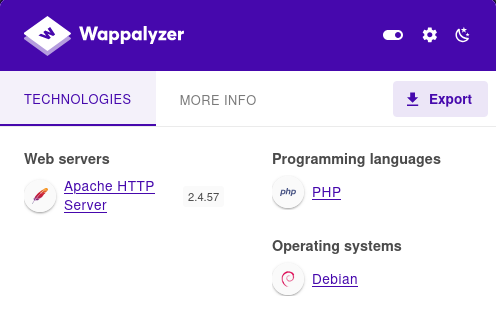 Wappalyzer
TECHNOLOGIES
MORE INFO
Export
Web servers
Apache HTTP
Server
2.4.57
Programming languages
php
PHP
Operating systems
Debian